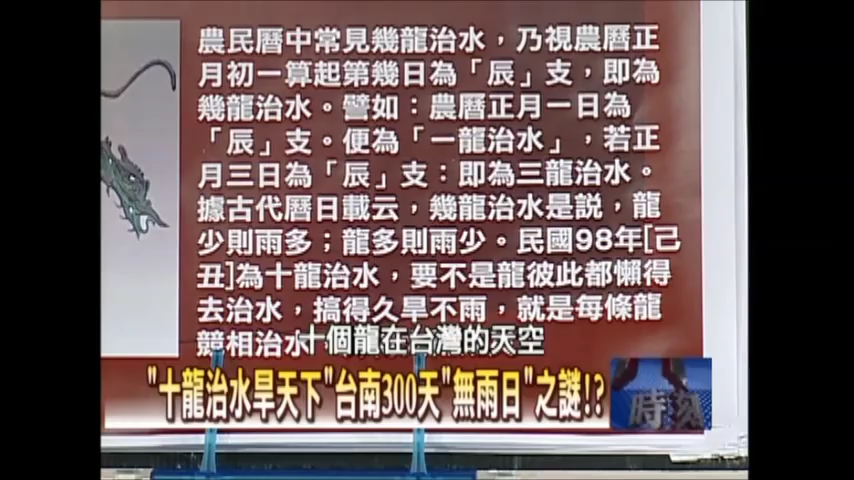 農民曆中常見幾龍治水，乃視農曆正
月初一算起第幾日為「辰」支，即為
幾龍治水。譬如：農曆正月一日為
「辰」支。便為「一龍治水」，若正
月三日為「辰」支：即為三龍治水。
據古代曆日載云，幾龍治水是說，龍
少則雨多；龍多則雨少。民國98年[己
丑]為十龍治水，要不是龍彼此都懶得
去治水，搞得久旱不雨，就是每條龍
競相治水
十個龍在台灣的天空
"十龍治水旱天下"台南300天"無雨日"之謎!?
時刻